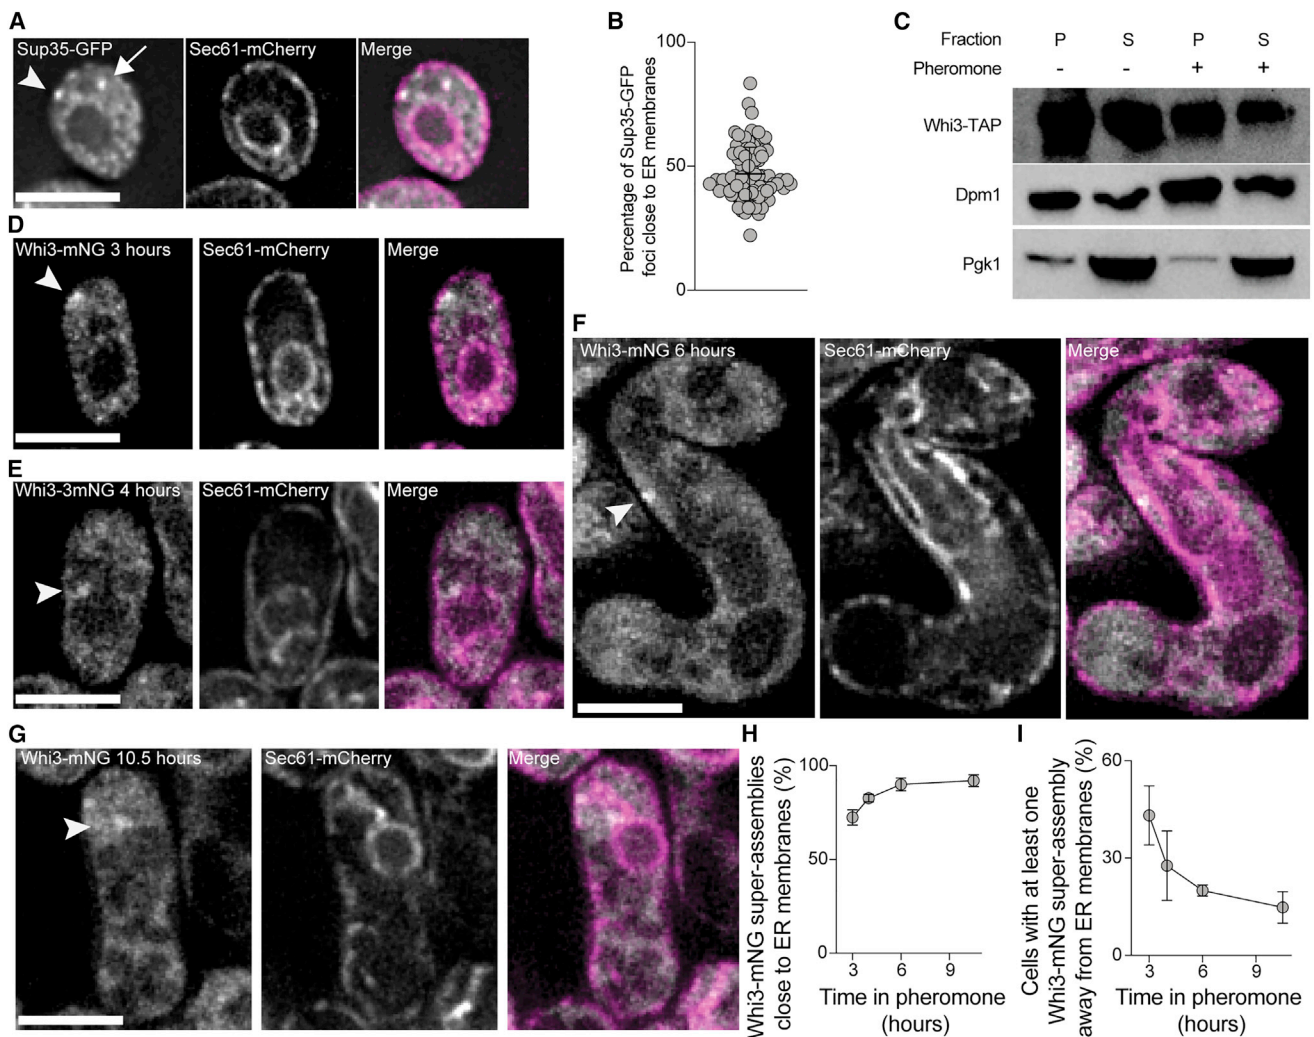 A
Sup35-GFP
Sec61-mCherry
Merge
B
Percentage of Sup35-GFP
foci close to ER membranes
100
50
0
C
Fraction P S P S
Pheromone - - + +
Whi3-TAP
Dpm1
Pgk1
D
Whi3-mNG 3 hours
Sec61-mCherry
Merge
E
Whi3-3mNG 4 hours
Sec61-mCherry
Merge
F
Whi3-mNG 6 hours
Sec61-mCherry
Merge
G
Whi3-mNG 10.5 hours
Sec61-mCherry
Merge
H
Whi3-mNG super-assemblies
close to ER membranes (%)
100
50
0
3 6 9
Time in pheromone
(hours)
I
Cells with at least one
Whi3-mNG super-assembly
away from ER membranes (%)
60
30
0
3 6 9
Time in pheromone
(hours)